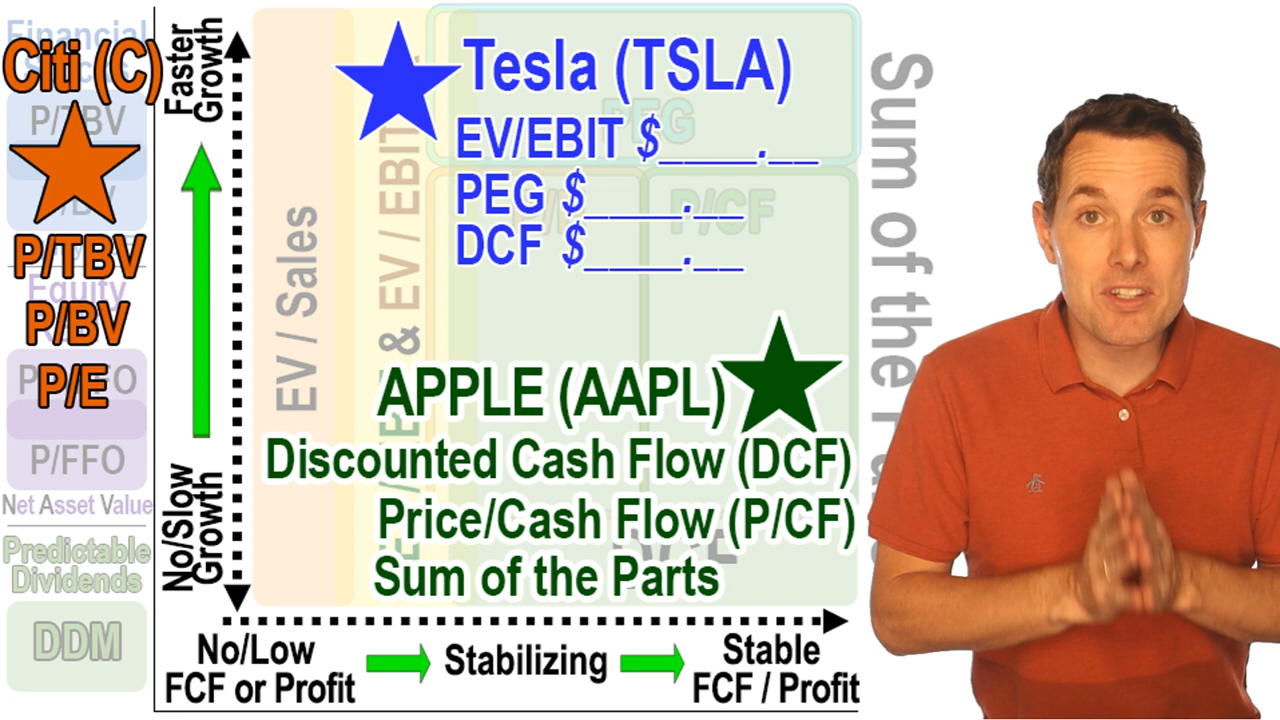 Financial
Citi (C)
P/TBV
P/TBV
P/BV
P/E
Equity
P/FFO
Net Asset Value
Predictable
Dividends
DDM
Faster
Growth
No/Slow
Growth
EV / Sales
& EV / EBIT
Tesla (TSLA)
PEG
EV/EBIT $____.__
PEG $____.__
P/CF
DCF $____.__
APPLE (AAPL)
Discounted Cash Flow (DCF)
Price/Cash Flow (P/CF)
Sum of the Parts
Sum of the
No/Low
FCF or Profit
Stabilizing
Stable
FCF / Profit